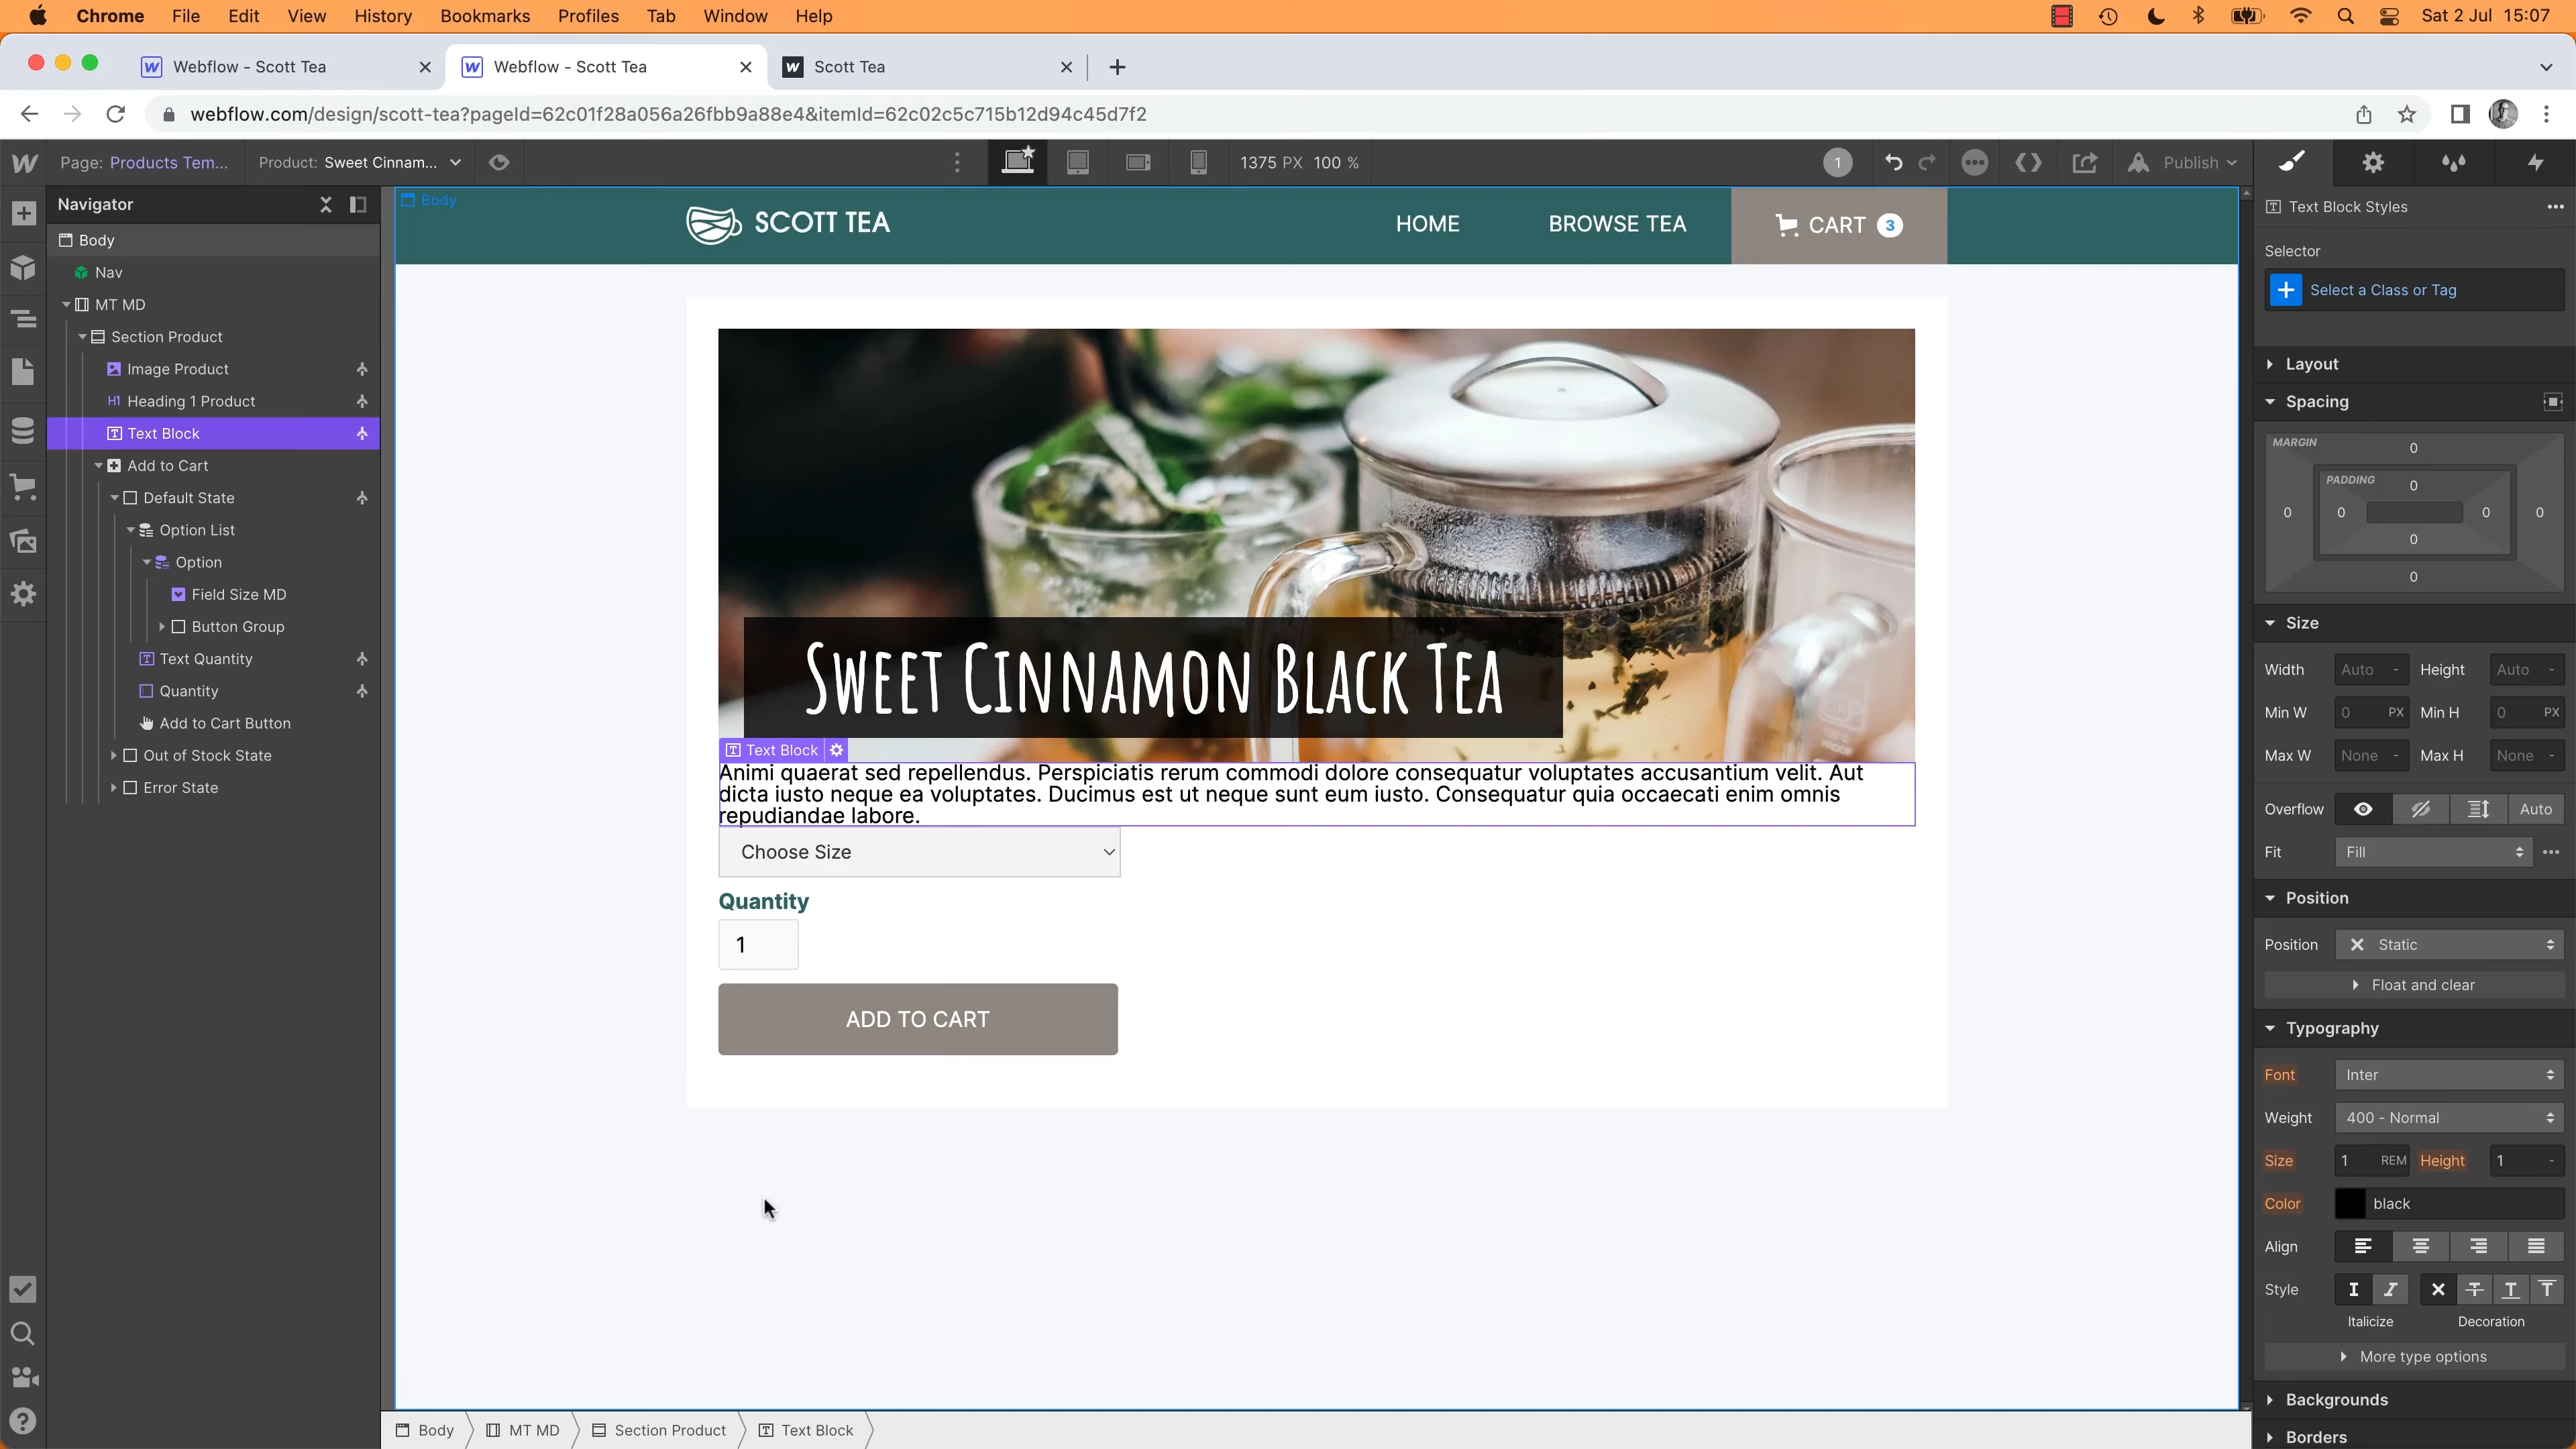 Chrome File Edit View History Bookmarks Profiles Tab Window Help Sat 2 Jul 15:07
Webflow - Scott Tea Webflow - Scott Tea Scott Tea
webflow.com/design/scott-tea?pageId=62c01f28a056a26fbb9a88e4&itemId=62c02c5c715b12d94c45d7f2
Page: Products Tem... Product: Sweet Cinnam... 1375 PX 100 % 1 Publish
Navigator
Body
Nav
MT MD
Section Product
Image Product
H1 Heading 1 Product
Text Block
Add to Cart
Default State
Option List
Option
Field Size MD
Button Group
Text Quantity
Quantity
Add to Cart Button
Out of Stock State
Error State
Body
SCOTT TEA HOME BROWSE TEA CART 3
Sweet Cinnamon Black Tea
Text Block
Animi quaerat sed repellendus. Perspiciatis rerum commodi dolore consequatur voluptates accusantium velit. Aut
dicta iusto neque ea voluptates. Ducimus est ut neque sunt eum iusto. Consequatur quia occaecati enim omnis
repudiandae labore.
Choose Size
Quantity
1
ADD TO CART
Body MT MD Section Product Text Block
Text Block Styles
Selector
Select a Class or Tag
Layout
Spacing
MARGIN
0
PADDING
0
0 0 0 0
0
0
Size
Width Auto - Height Auto -
Min W 0 PX Min H 0 PX
Max W None - Max H None -
Overflow Auto
Fit Fill
Position
Position Static
Float and clear
Typography
Font Inter
Weight 400 - Normal
Size 1 REM Height 1 -
Color black
Align
Style
Italicize Decoration
More type options
Backgrounds
Borders